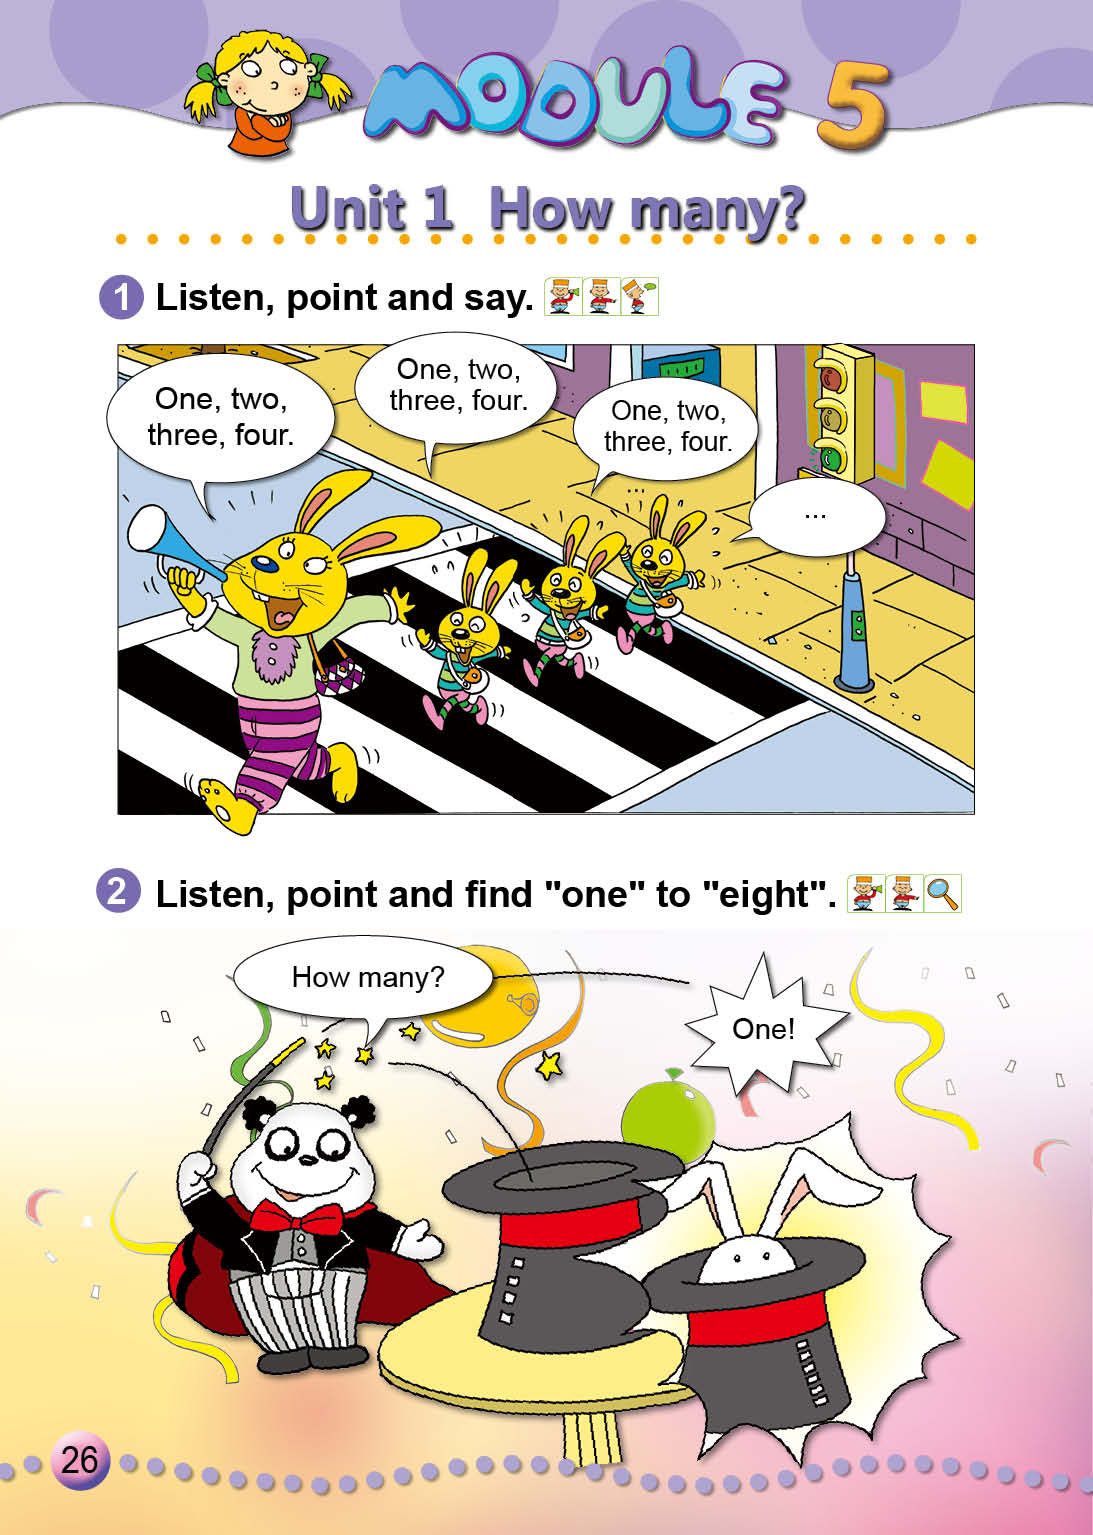 MODULE 5
Unit 1 How many?
1 Listen, point and say.
One, two,
three, four.
One, two,
three, four.
One, two,
three, four.
...
2 Listen, point and find "one" to "eight".
How many?
One!
26